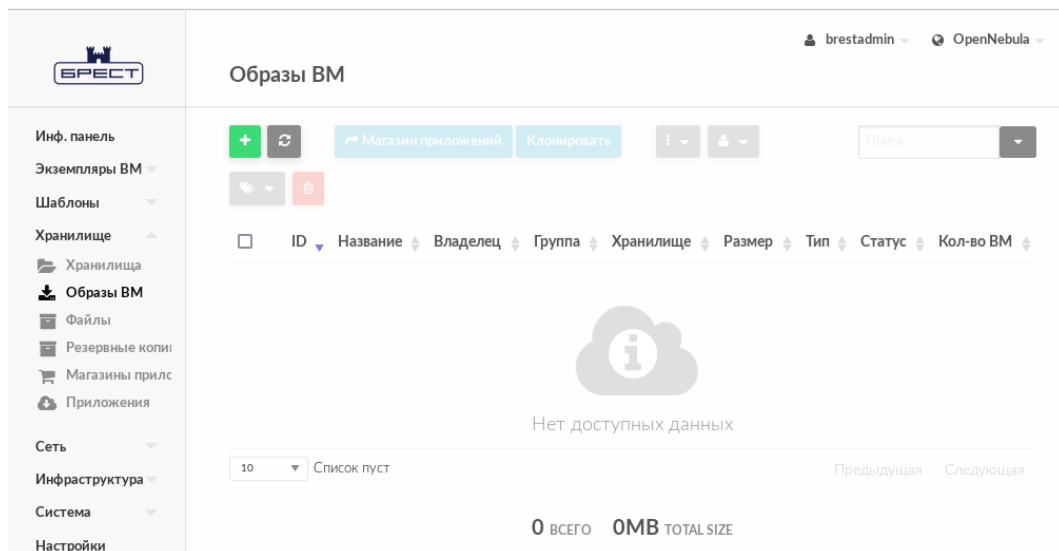 brestadmin OpenNebula
БРЕСТ
Образы ВМ
Инф. панель
Экземпляры ВМ
Шаблоны
Хранилище
Хранилища
Образы ВМ
Файлы
Резервные копи
Магазины прило
Приложения
Сеть
Инфраструктура
Система
Настройки
+ Магазин приложений Клонировать Поиск
ID Название Владелец Группа Хранилище Размер Тип Статус Кол-во ВМ
Нет доступных данных
10 Список пуст Предыдущая Следующая
0 ВСЕГО 0MB TOTAL SIZE